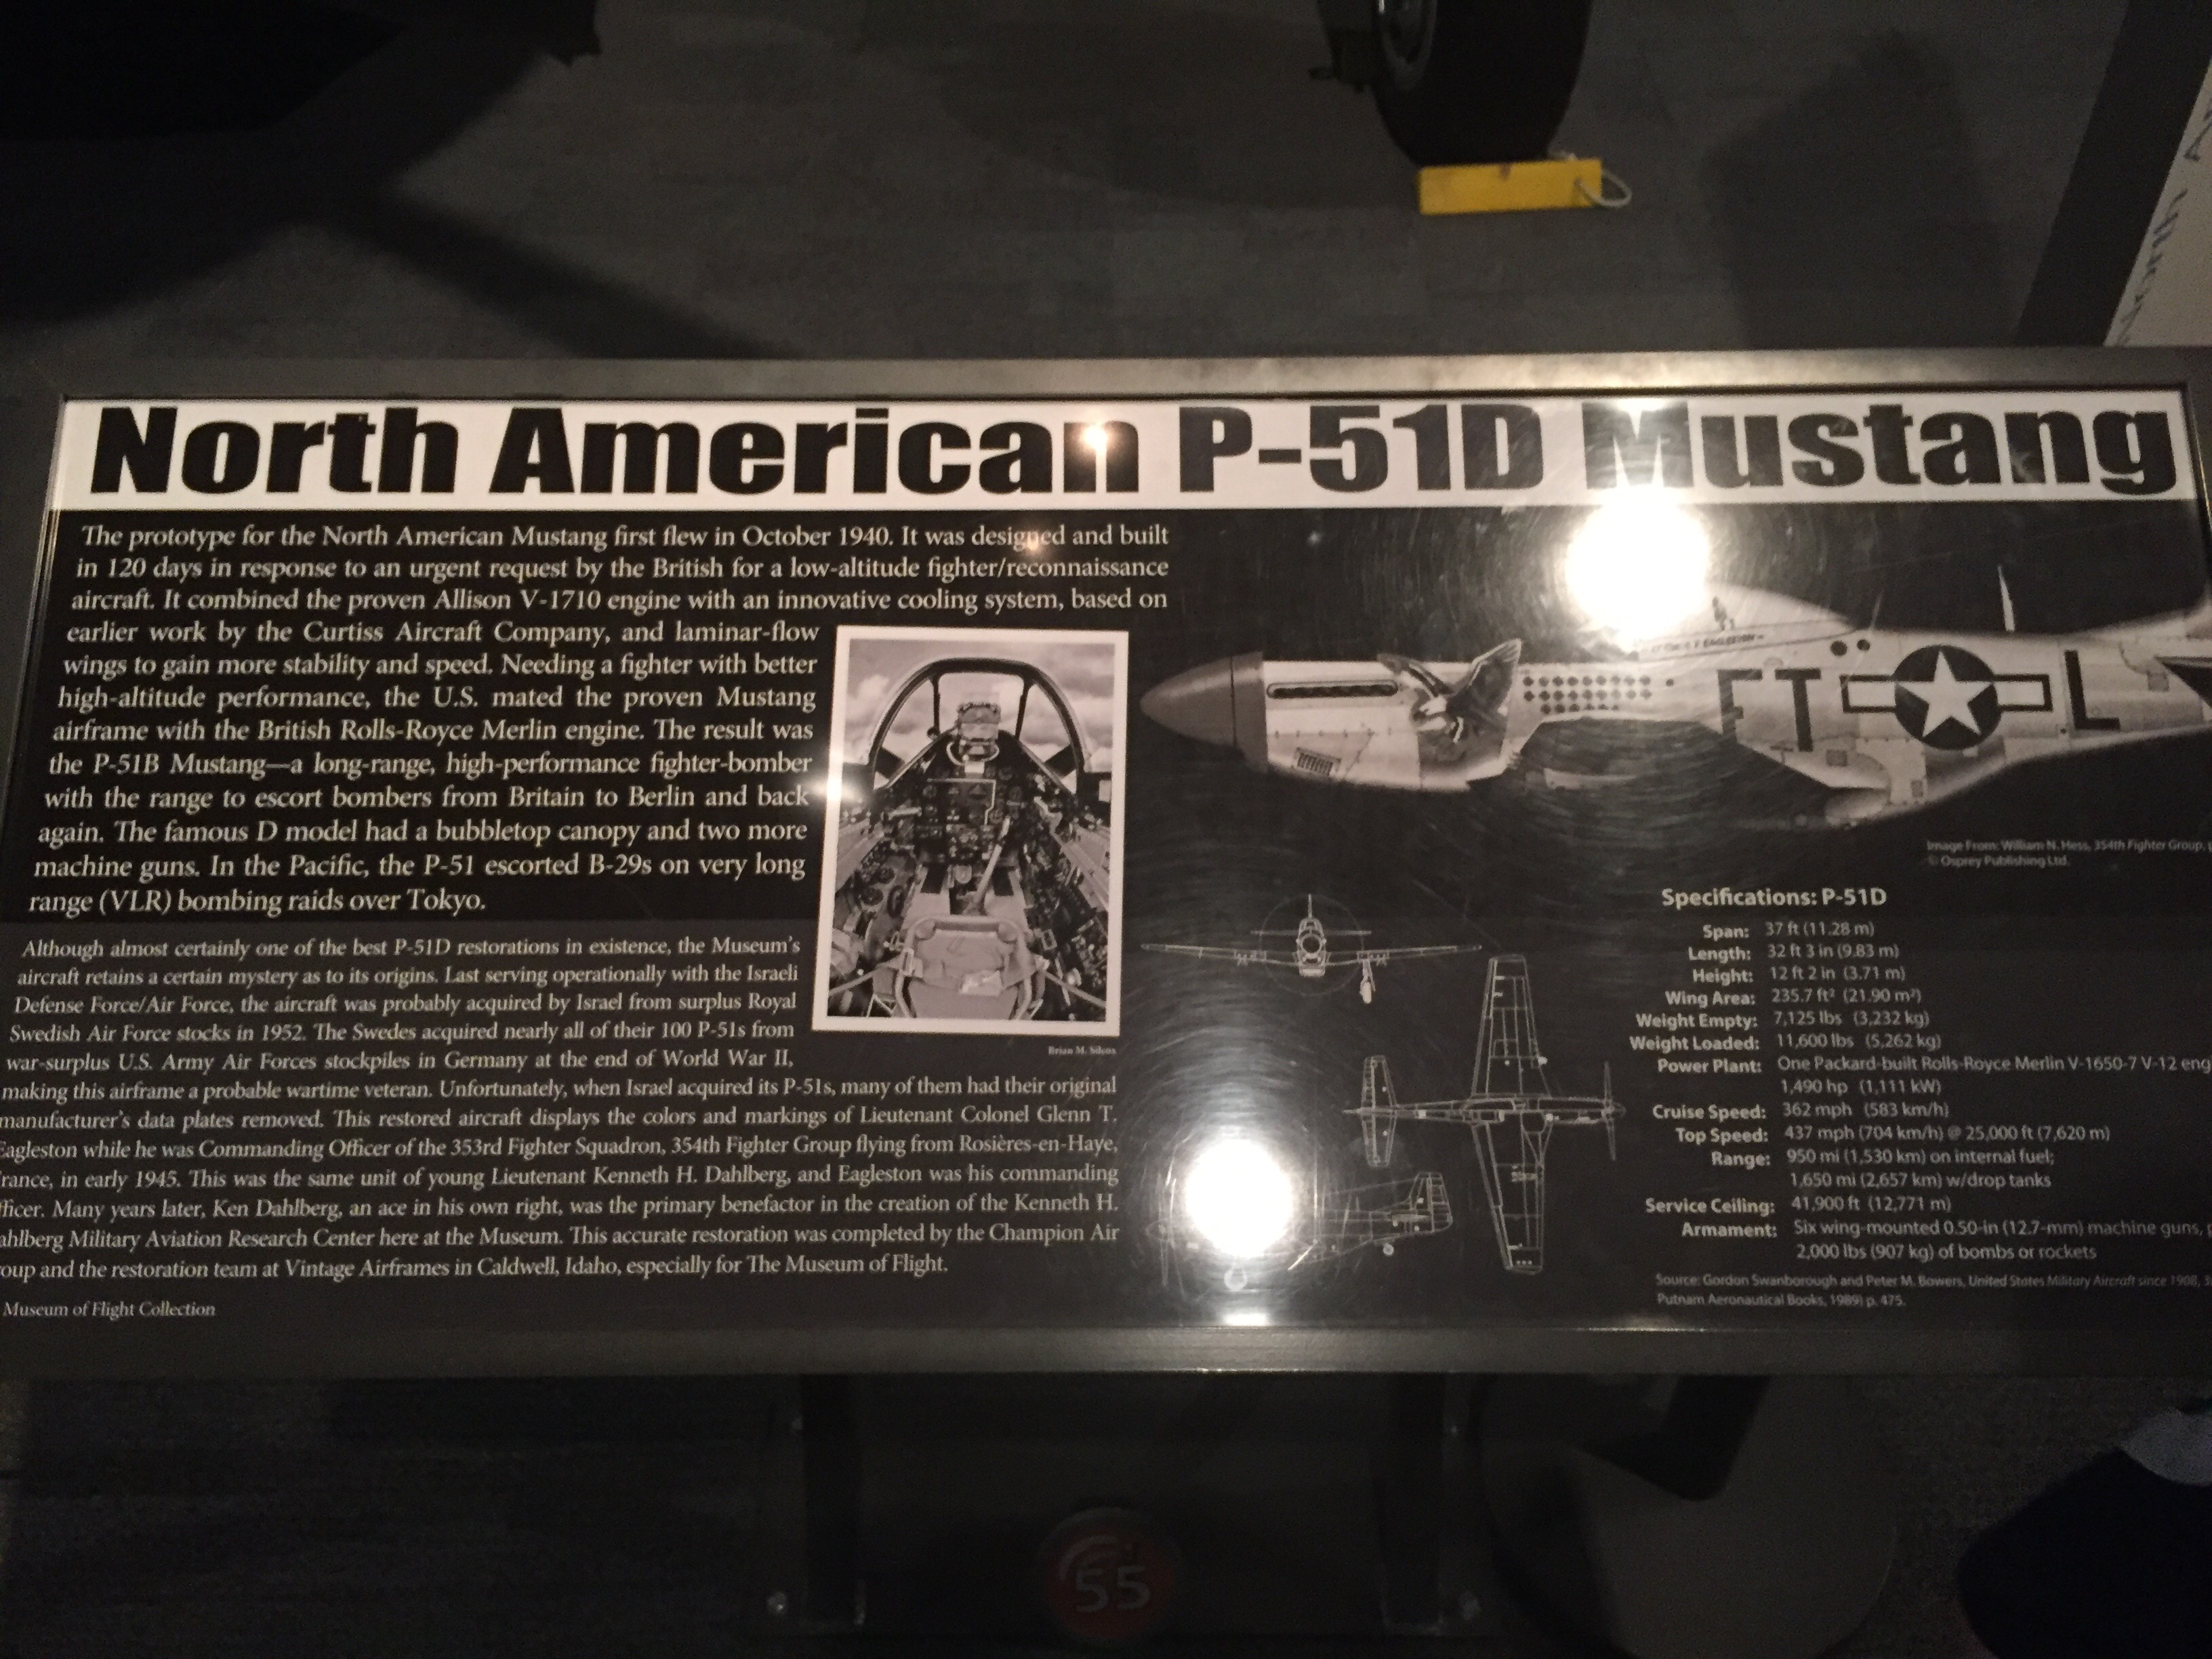 North American P-51D Mustang
The prototype for the North American Mustang first flew in October 1940. It was designed and built
in 120 days in response to an urgent request by the British for a low-altitude fighter/reconnaissance
aircraft. It combined the proven Allison V-1710 engine with an innovative cooling system, based on
earlier work by the Curtiss Aircraft Company, and laminar-flow
wings to gain more stability and speed. Needing a fighter with better
high-altitude performance, the U.S. mated the proven Mustang
airframe with the British Rolls-Royce Merlin engine. The result was
the P-51B Mustang—a long-range, high-performance fighter-bomber
with the range to escort bombers from Britain to Berlin and back
again. The famous D model had a bubbletop canopy and two more
machine guns. In the Pacific, the P-51 escorted B-29s on very long
range (VLR) bombing raids over Tokyo.
Although almost certainly one of the best P-51D restorations in existence, the Museum's
aircraft retains a certain mystery as to its origins. Last serving operationally with the Israeli
Defense Force/Air Force, the aircraft was probably acquired by Israel from surplus Royal
Swedish Air Force stocks in 1952. The Swedes acquired nearly all of their 100 P-51s from
war-surplus U.S. Army Air Forces stockpiles in Germany at the end of World War II,
making this airframe a probable wartime veteran. Unfortunately, when Israel acquired its P-51s, many of them had their original
manufacturer's data plates removed. This restored aircraft displays the colors and markings of Lieutenant Colonel Glenn T.
Eagleston while he was Commanding Officer of the 353rd Fighter Squadron, 354th Fighter Group flying from Rosières-en-Haye,
rance, in early 1945. This was the same unit of young Lieutenant Kenneth H. Dahlberg, and Eagleston was his commanding
fficer. Many years later, Ken Dahlberg, an ace in his own right, was the primary benefactor in the creation of the Kenneth H.
ahlberg Military Aviation Research Center here at the Museum. This accurate restoration was completed by the Champion Air
oup and the restoration team at Vintage Airframes in Caldwell, Idaho, especially for The Museum of Flight.
Museum of Flight Collection
Brian M. Silcox
FT L
Image From: William N. Hess, 354th Fighter Group,
© Osprey Publishing Ltd.
Specifications: P-51D
Span: 37 ft (11.28 m)
Length: 32 ft 3 in (9.83 m)
Height: 12 ft 2 in (3.71 m)
Wing Area: 235.7 ft² (21.90 m²)
Weight Empty: 7,125 lbs (3,232 kg)
Weight Loaded: 11,600 lbs (5,262 kg)
Power Plant: One Packard-built Rolls-Royce Merlin V-1650-7 V-12 eng
1,490 hp (1,111 kW)
Cruise Speed: 362 mph (583 km/h)
Top Speed: 437 mph (704 km/h) @ 25,000 ft (7,620 m)
Range: 950 mi (1,530 km) on internal fuel;
1,650 mi (2,657 km) w/drop tanks
Service Ceiling: 41,900 ft (12,771 m)
Armament: Six wing-mounted 0.50-in (12.7-mm) machine guns,
2,000 lbs (907 kg) of bombs or rockets
Source: Gordon Swanborough and Peter M. Bowers, United States Military Aircraft since 1908,
Putnam Aeronautical Books, 1989) p. 475.
55